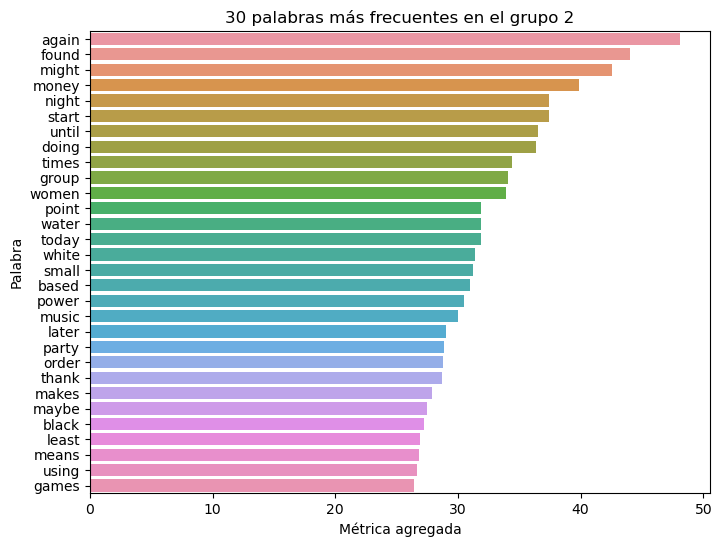 30 palabras más frecuentes en el grupo 2
Palabra
again
found
might
money
night
start
until
doing
times
group
women
point
water
today
white
small
based
power
music
later
party
order
thank
makes
maybe
black
least
means
using
games
0 10 20 30 40 50
Métrica agregada